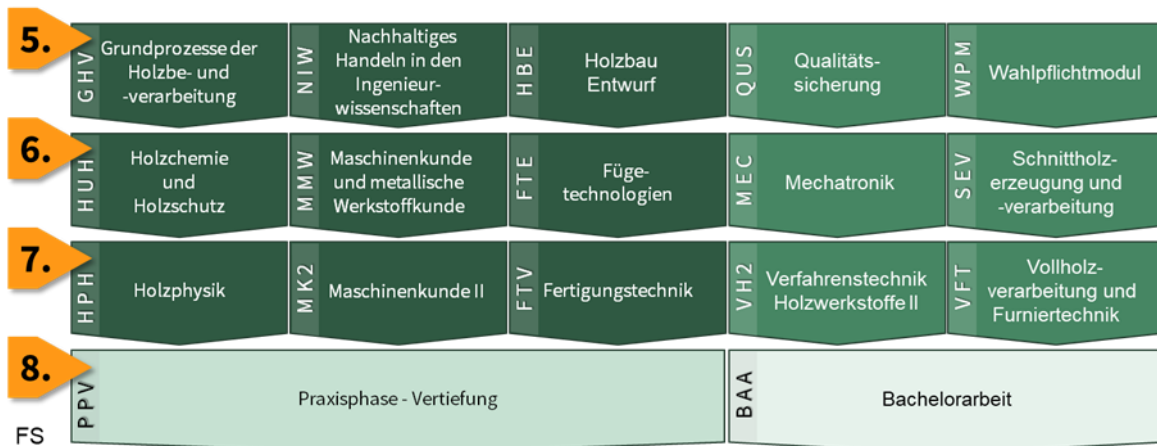 5.
GHV
Grundprozesse der
Holzbe- und
-verarbeitung
NIW
Nachhaltiges
Handeln in den
Ingenieur-
wissenschaften
HBE
Holzbau
Entwurf
QUS
Qualitäts-
sicherung
WPM
Wahlpflichtmodul
6.
HUH
Holzchemie
und
Holzschutz
MMW
Maschinenkunde
und metallische
Werkstoffkunde
FTE
Füge-
technologien
MEC
Mechatronik
SEV
Schnittholz-
erzeugung und
-verarbeitung
7.
HPH
Holzphysik
MK2
Maschinenkunde II
FTV
Fertigungstechnik
VH2
Verfahrenstechnik
Holzwerkstoffe II
VFT
Vollholz-
verarbeitung und
Furniertechnik
8.
PPV
Praxisphase - Vertiefung
BAA
Bachelorarbeit
FS